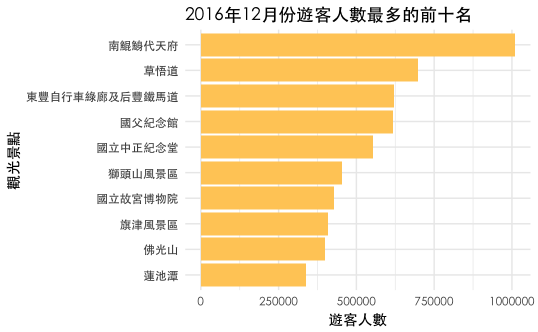 2016年12月份遊客人數最多的前十名
觀光景點
南鯤鯓代天府
草悟道
東豐自行車綠廊及后豐鐵馬道
國父紀念館
國立中正紀念堂
獅頭山風景區
國立故宮博物院
旗津風景區
佛光山
蓮池潭
0 250000 500000 750000 1000000
遊客人數